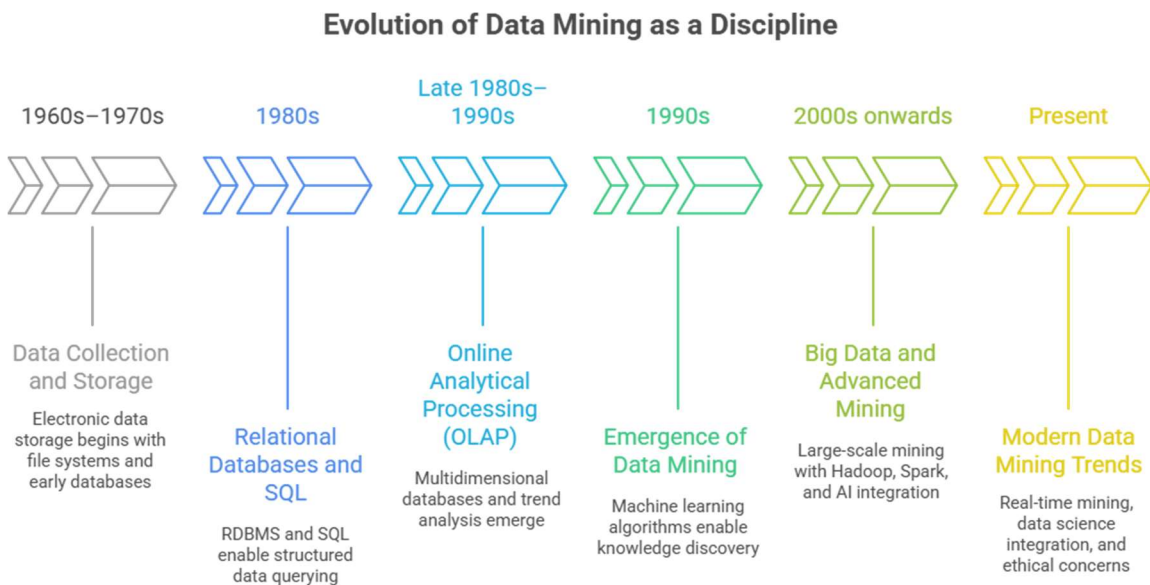 Evolution of Data Mining as a Discipline
1960s–1970s
Data Collection
and Storage
Electronic data
storage begins with
file systems and
early databases
1980s
Relational
Databases and
SQL
RDBMS and SQL
enable structured
data querying
Late 1980s–
1990s
Online
Analytical
Processing
(OLAP)
Multidimensional
databases and trend
analysis emerge
1990s
Emergence of
Data Mining
Machine learning
algorithms enable
knowledge discovery
2000s onwards
Big Data and
Advanced
Mining
Large-scale mining
with Hadoop, Spark,
and AI integration
Present
Modern Data
Mining Trends
Real-time mining,
data science
integration, and
ethical concerns